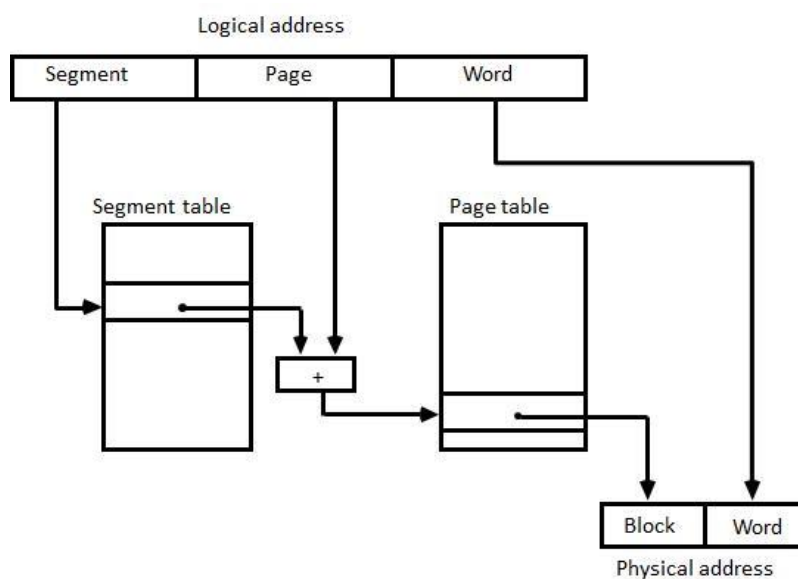 Logical address
Segment Page Word
Segment table Page table
+
Block Word
Physical address